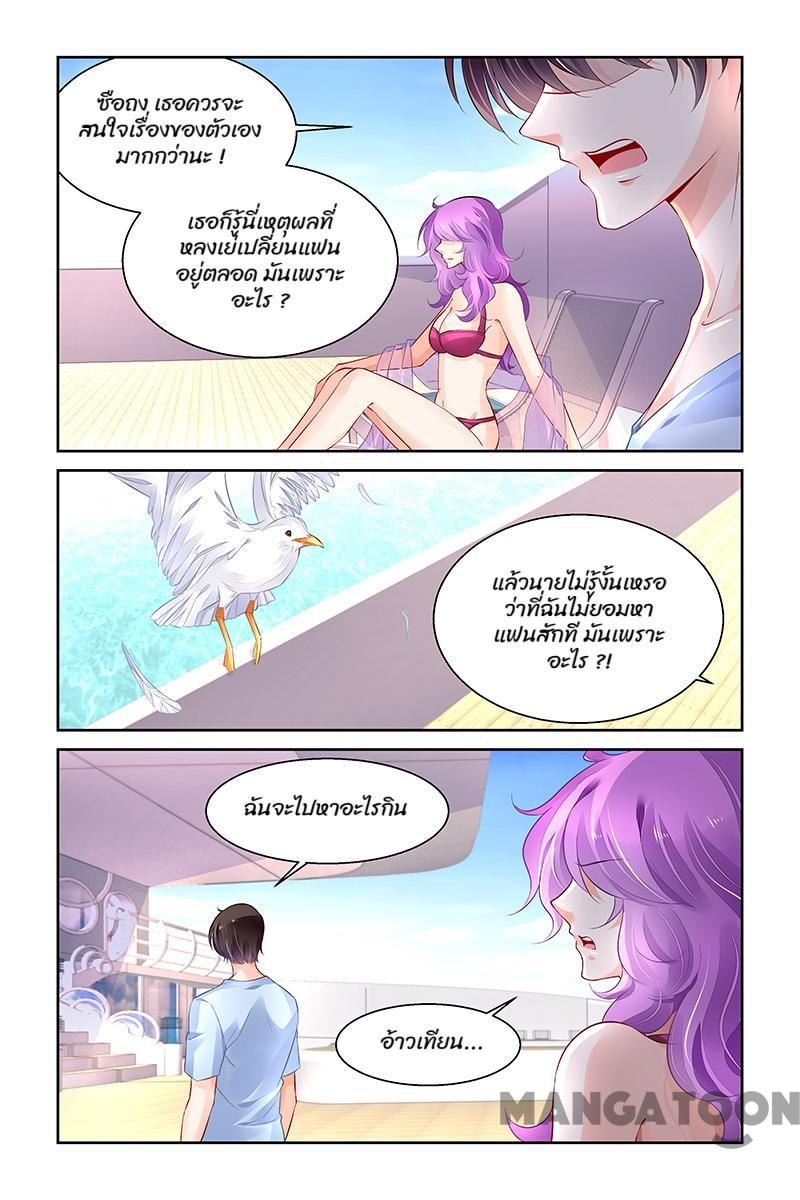 ซือถง เธอควรจะ
สนใจเรื่องของตัวเอง
มากกว่านะ !
เธอก็รู้นี่เหตุผลที่
หลงเย่เปลี่ยนแฟน
อยู่ตลอด มันเพราะ
อะไร ?
แล้วนายไม่รู้งั้นเหรอ
ว่าที่ฉันไม่ยอมหา
แฟนสักที มันเพราะ
อะไร ?!
ฉันจะไปหาอะไรกิน
อ้าวเทียน...
MANGATOON